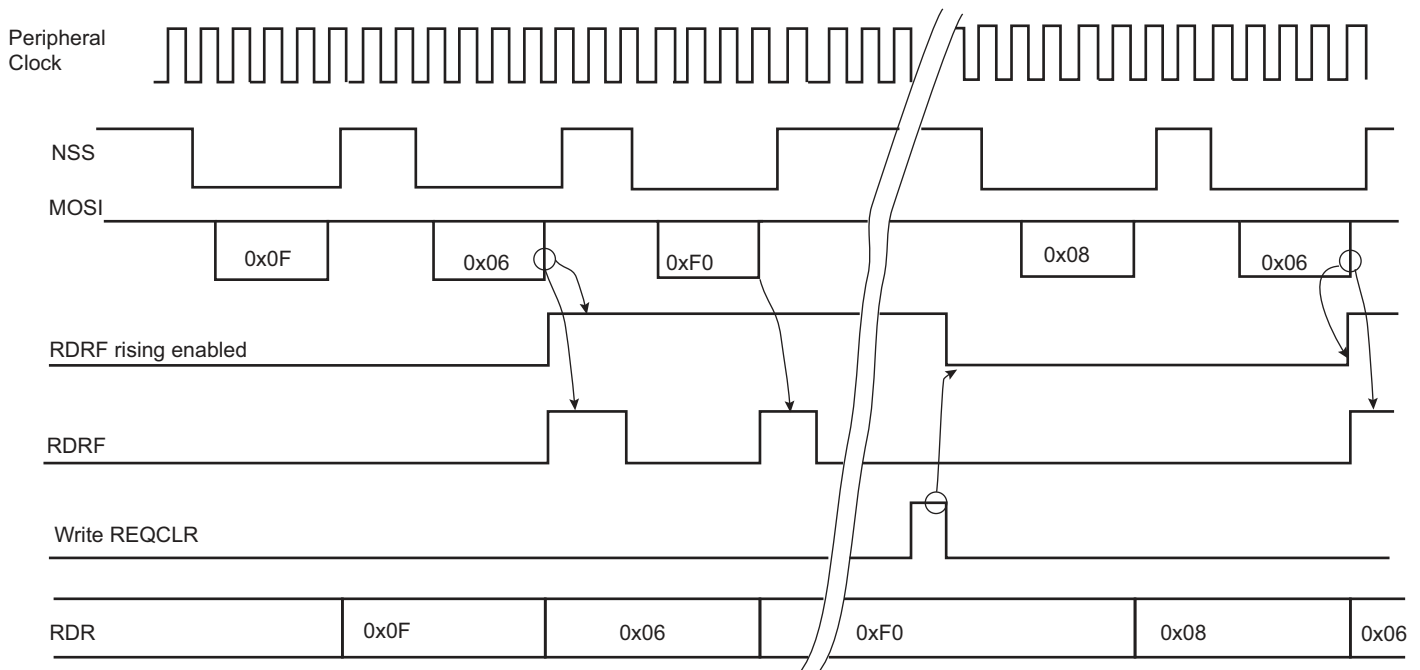 Peripheral
Clock
NSS
MOSI
0x0F
0x06
0xF0
0x08
0x06
RDRF rising enabled
RDRF
Write REQCLR
RDR
0x0F
0x06
0xF0
0x08
0x06